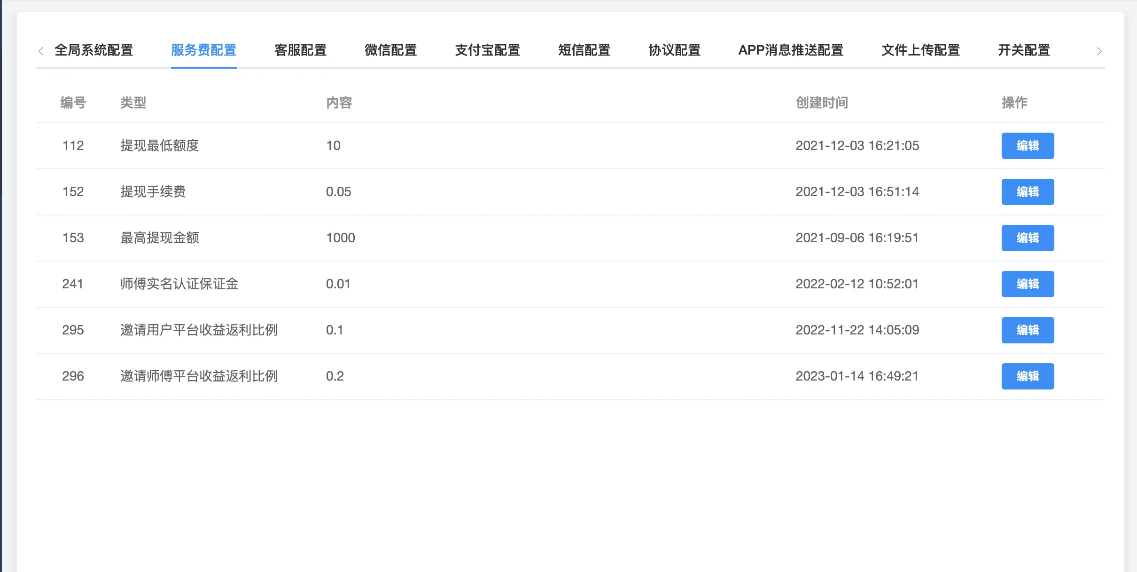 全局系统配置 服务费配置 客服配置 微信配置 支付宝配置 短信配置 协议配置 APP消息推送配置 文件上传配置 开关配置
编号 类型 内容 创建时间 操作
112 提现最低额度 10 2021-12-03 16:21:05 编辑
152 提现手续费 0.05 2021-12-03 16:51:14 编辑
153 最高提现金额 1000 2021-09-06 16:19:51 编辑
241 师傅实名认证保证金 0.01 2022-02-12 10:52:01 编辑
295 邀请用户平台收益返利比例 0.1 2022-11-22 14:05:09 编辑
296 邀请师傅平台收益返利比例 0.2 2023-01-14 16:49:21 编辑